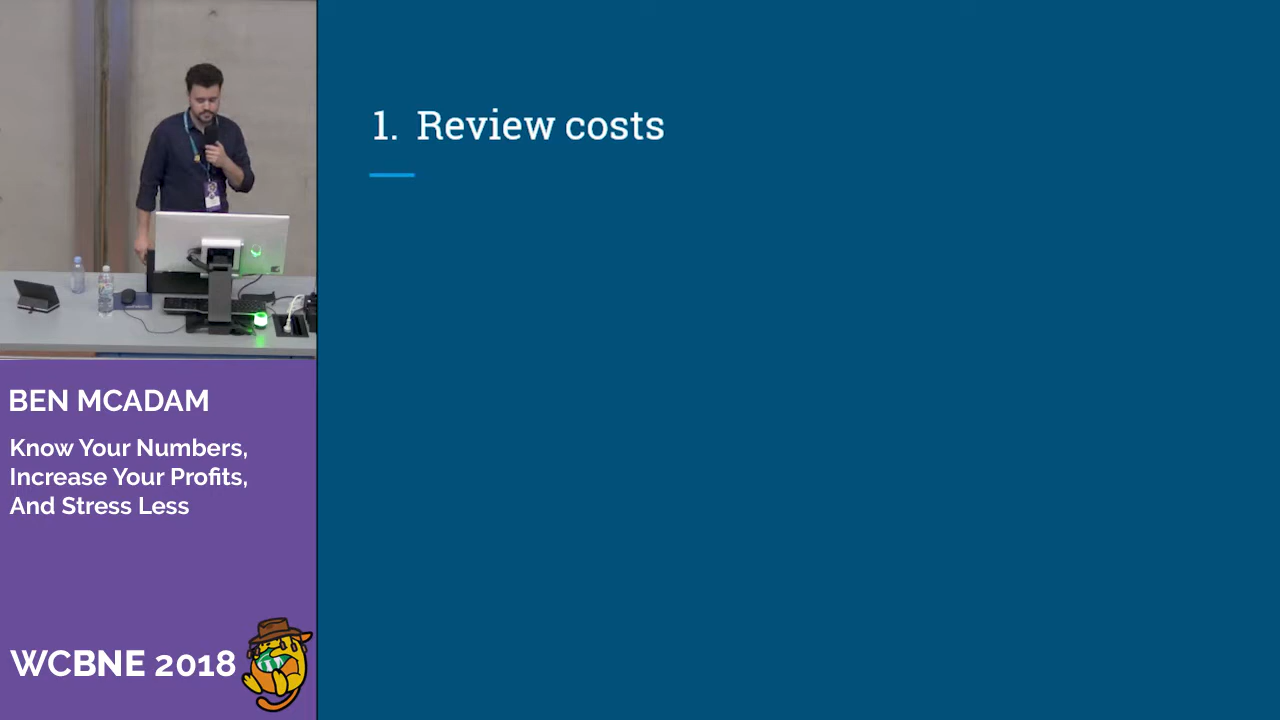 1. Review costs
BEN MCADAM
Know Your Numbers,
Increase Your Profits,
And Stress Less
WCBNE 2018